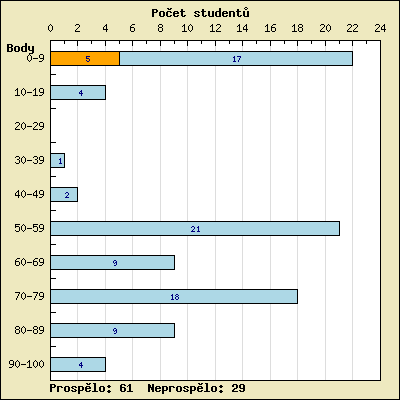 Počet studentů
0 2 4 6 8 10 12 14 16 18 20 22 24
Body
0-9 5 17
10-19 4
20-29
30-39 1
40-49 2
50-59 21
60-69 9
70-79 18
80-89 9
90-100 4
Prospělo: 61 Neprospělo: 29